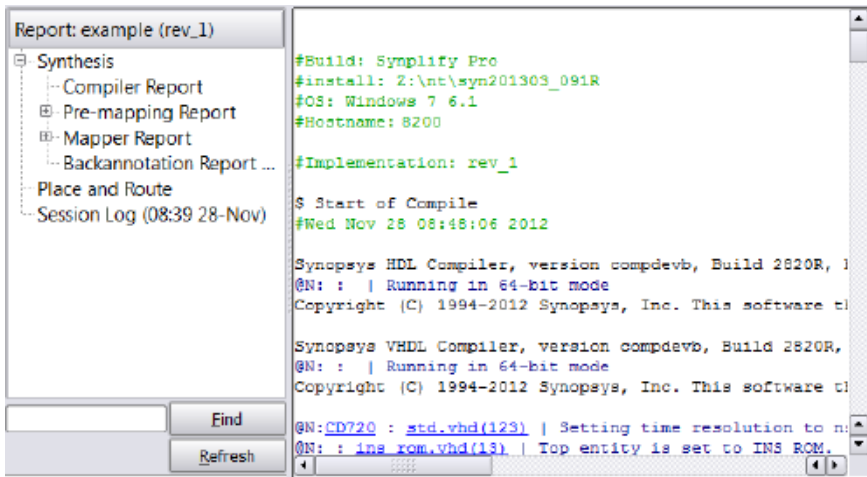 Report: example (rev_1)
Synthesis
Compiler Report
Pre-mapping Report
Mapper Report
Backannotation Report ...
Place and Route
Session Log (08:39 28-Nov)
Find
Refresh
#Build: Synplify Pro
#install: Z:\nt\syn201303_091R
#OS: Windows 7 6.1
#Hostname: 8200
#Implementation: rev_1
$ Start of Compile
#Wed Nov 28 08:48:06 2012
Synopsys HDL Compiler, version compdevb, Build 2820R,
@N: : | Running in 64-bit mode
Copyright (C) 1994-2012 Synopsys, Inc. This software
Synopsys VHDL Compiler, version compdevb, Build 2820R,
@N: : | Running in 64-bit mode
Copyright (C) 1994-2012 Synopsys, Inc. This software
@N:CD720 : std.vhd(123) | Setting time resolution to
@N: : ins_rom.vhd(13) | Top entity is set to INS_ROM.